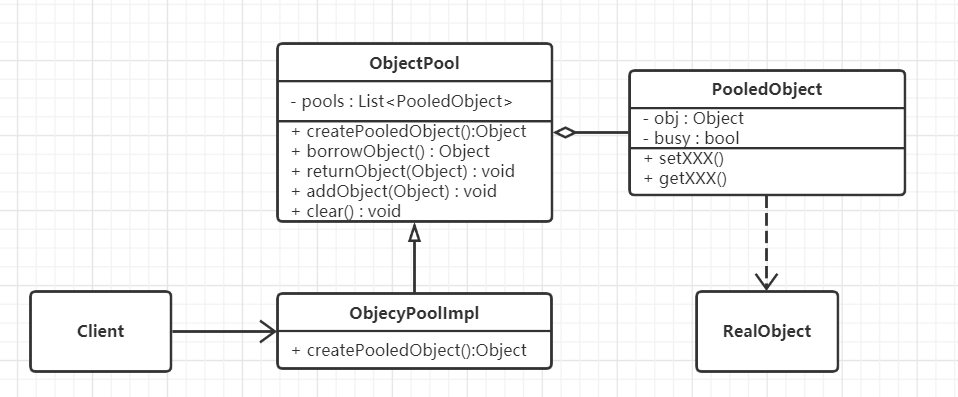 ObjectPool
- pools : List<PooledObject>
+ createPooledObject():Object
+ borrowObject() : Object
+ returnObject(Object) : void
+ addObject(Object) : void
+ clear() : void
PooledObject
- obj : Object
- busy : bool
+ setXXX()
+ getXXX()
Client
ObjecyPoolImpl
+ createPooledObject():Object
RealObject